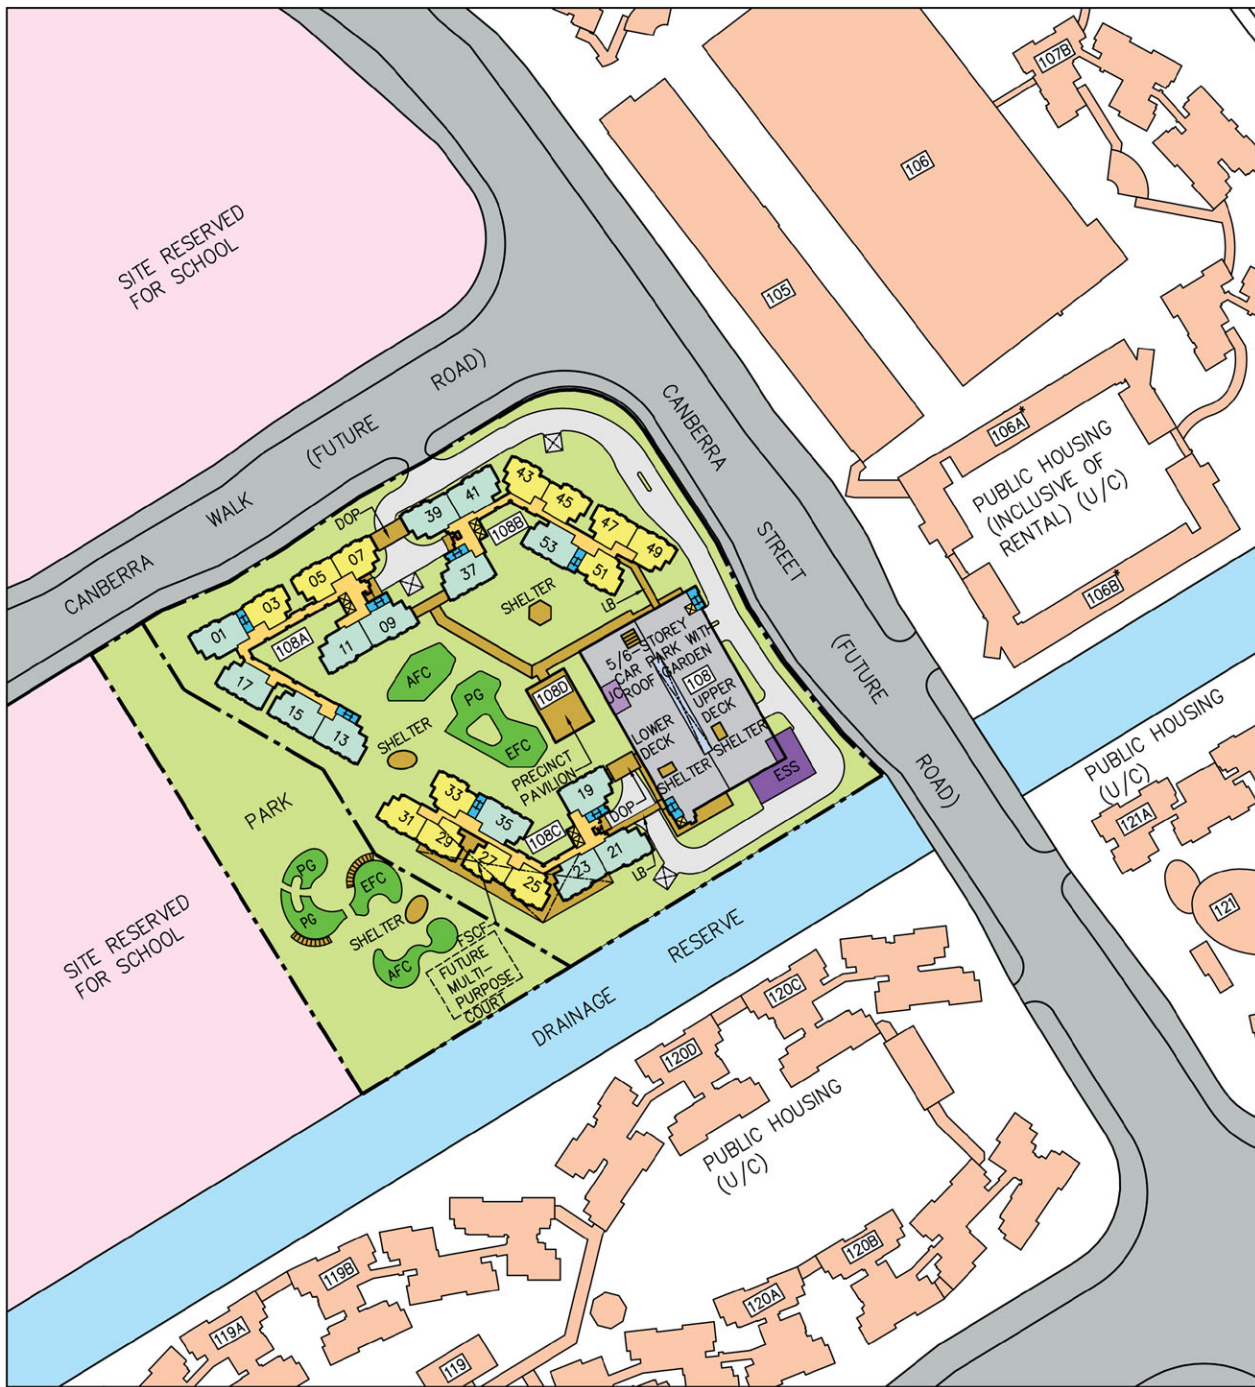 107B
106
SITE RESERVED
FOR SCHOOL
105
CANBERRA WALK (FUTURE ROAD)
CANBERRA STREET (FUTURE ROAD)
106A*
PUBLIC HOUSING
(INCLUSIVE OF
RENTAL) (U/C)
106B*
DOP
39
41
43
45
47
49
108B
53
51
37
01
03
05
07
108A
11
09
17
15
13
SHELTER
LB
5/6-STOREY
CAR PARK WITH
ROOF GARDEN
108
UPPER
DECK
LOWER
DECK
SHELTER
SHELTER
AFC
PG
EFC
108D
PRECINCT
PAVILION
SHELTER
ESS
PARK
33
35
31
29
27
25
108C
19
DOP
23
21
LB
PG
EFC
PG
SHELTER
AFC
FSCF
FUTURE
MULTI-
PURPOSE
COURT
SITE RESERVED
FOR SCHOOL
DRAINAGE RESERVE
PUBLIC HOUSING
(U/C)
121A
121
120C
120D
PUBLIC HOUSING
(U/C)
120B
120A
119B
119A
119